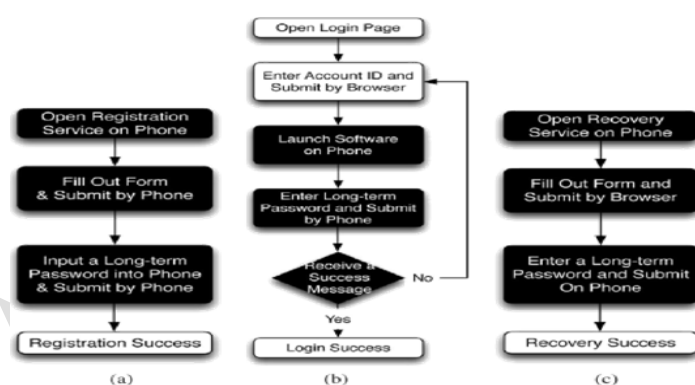 Open Registration
Service on Phone
Fill Out Form
& Submit by Phone
Input a Long-term
Password into Phone
& Submit by Phone
Registration Success
(a)
Open Login Page
Enter Account ID and
Submit by Browser
Launch Software
on Phone
Enter Long-term
Password and Submit
by Phone
Receive a
Success
Message
No
Yes
Login Success
(b)
Open Recovery
Service on Phone
Fill Out Form and
Submit by Browser
Enter a Long-term
Password and Submit
On Phone
Recovery Success
(c)